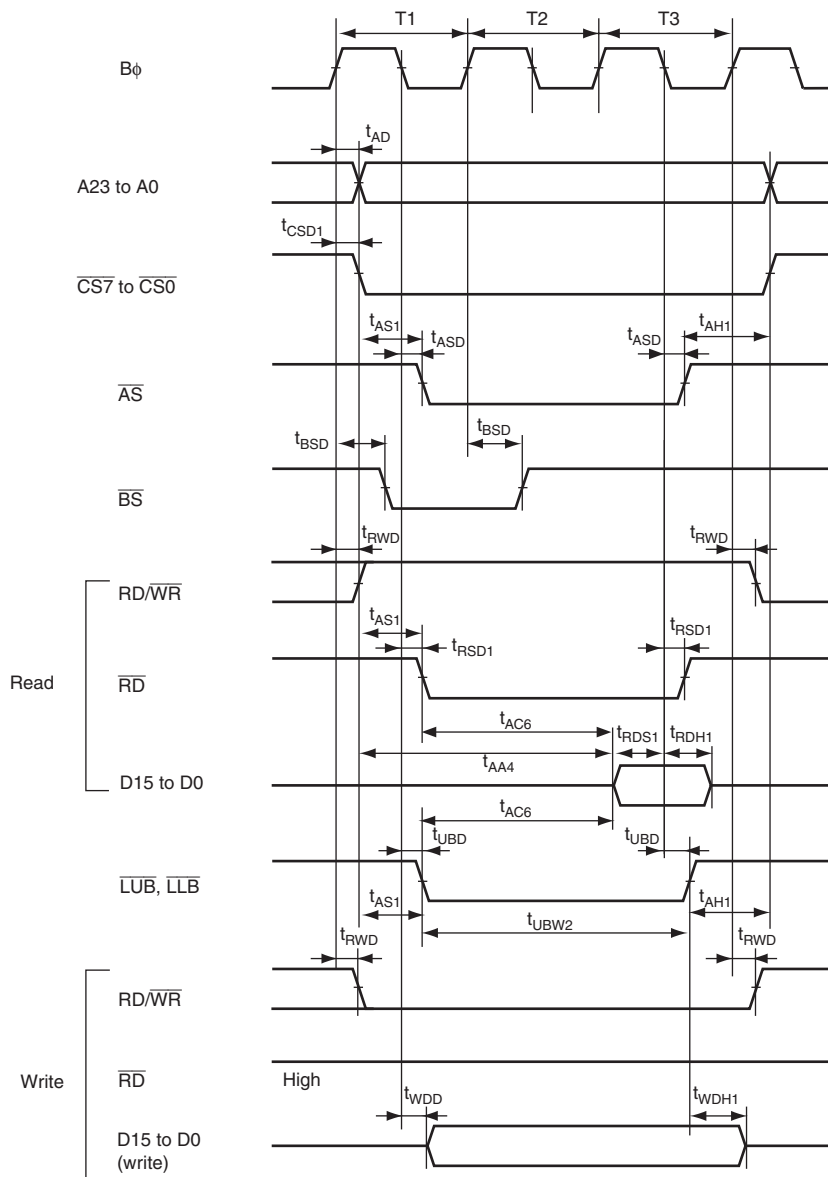 T1 T2 T3
Bφ
tAD
A23 to A0
tCSD1
CS7 to CS0
tAS1 tASD tASD tAH1
AS
tBSD tBSD
BS
tRWD tRWD
RD/WR
tAS1 tRSD1 tRSD1
Read
RD
tAC6 tRDS1 tRDH1
tAA4
D15 to D0
tAC6
tUBD tUBD
LUB, LLB
tAS1 tUBW2 tAH1
tRWD tRWD
RD/WR
Write
RD High
tWDD tWDH1
D15 to D0
(write)